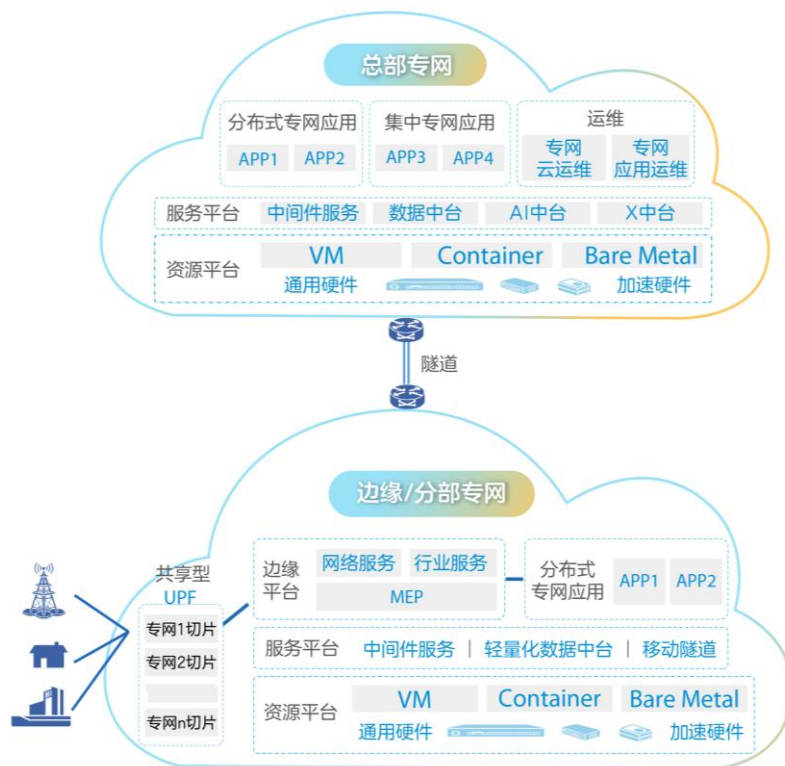 总部专网
分布式专网应用
APP1 APP2
集中专网应用
APP3 APP4
运维
专网
云运维
专网
应用运维
服务平台 中间件服务 数据中台 AI中台 X中台
资源平台
VM Container Bare Metal
通用硬件 加速硬件
隧道
边缘/分部专网
共享型
UPF
专网1切片
专网2切片
专网n切片
边缘
平台
网络服务 行业服务
MEP
分布式
专网应用
APP1 APP2
服务平台 中间件服务 | 轻量化数据中台 | 移动隧道
资源平台
VM Container Bare Metal
通用硬件 加速硬件